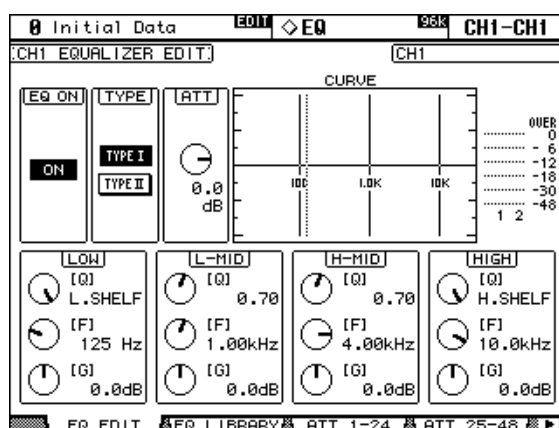 0 Initial Data EDIT ◇EQ 96k CH1-CH1
CH1 EQUALIZER EDIT CH1
CURVE
EQ ON TYPE ATT
ON
TYPE I
TYPE II
0.0
dB
100 1.0K 10K
OVER
0
- 6
-12
-18
-30
-48
1 2
LOW L-MID H-MID HIGH
[Q] [Q] [Q] [Q]
L.SHELF 0.70 0.70 H.SHELF
[F] [F] [F] [F]
125 Hz 1.00kHz 4.00kHz 10.0kHz
[G] [G] [G] [G]
0.0dB 0.0dB 0.0dB 0.0dB
EQ EDIT EQ LIBRARY ATT 1-24 ATT 25-48